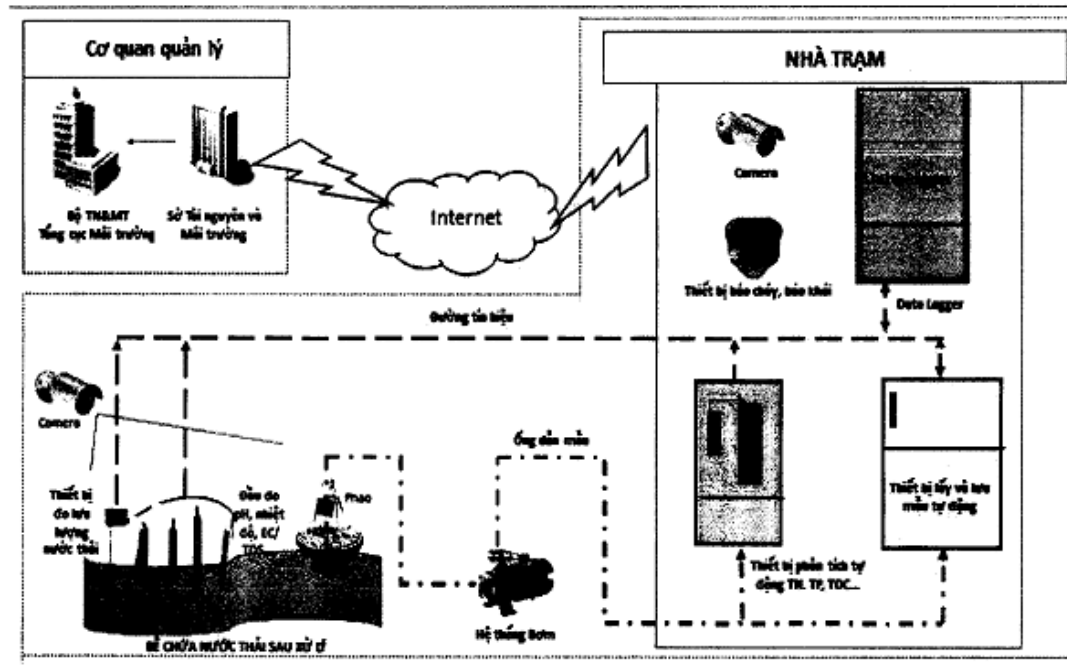 Cơ quan quản lý
Bộ TN&MT
Tổng cục Môi trường
Sở Tài nguyên và
Môi trường
Internet
NHÀ TRẠM
Camera
Thiết bị báo cháy, báo khói
Data Logger
Đường tín hiệu
Camera
Thiết bị
đo lưu
lượng
nước thải
Đầu đo
pH, nhiệt
độ, EC/
TDS
Phao
Ống dẫn mẫu
Hệ thống Bơm
Thiết bị phân tích tự
động TN. TP, TOC...
Thiết bị lấy và lưu
mẫu tự động
BỂ CHỨA NƯỚC THẢI SAU XỬ LÍ